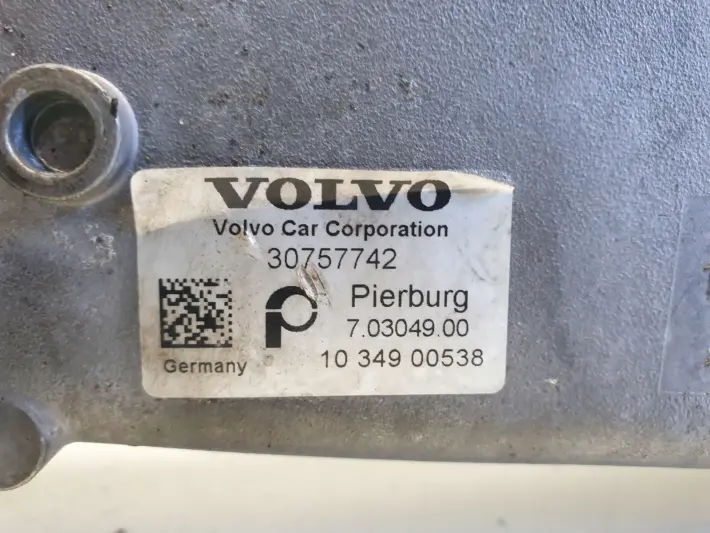 VOLVO
Volvo Car Corporation
30757742
Pierburg
7.03049.00
Germany
10 349 00538